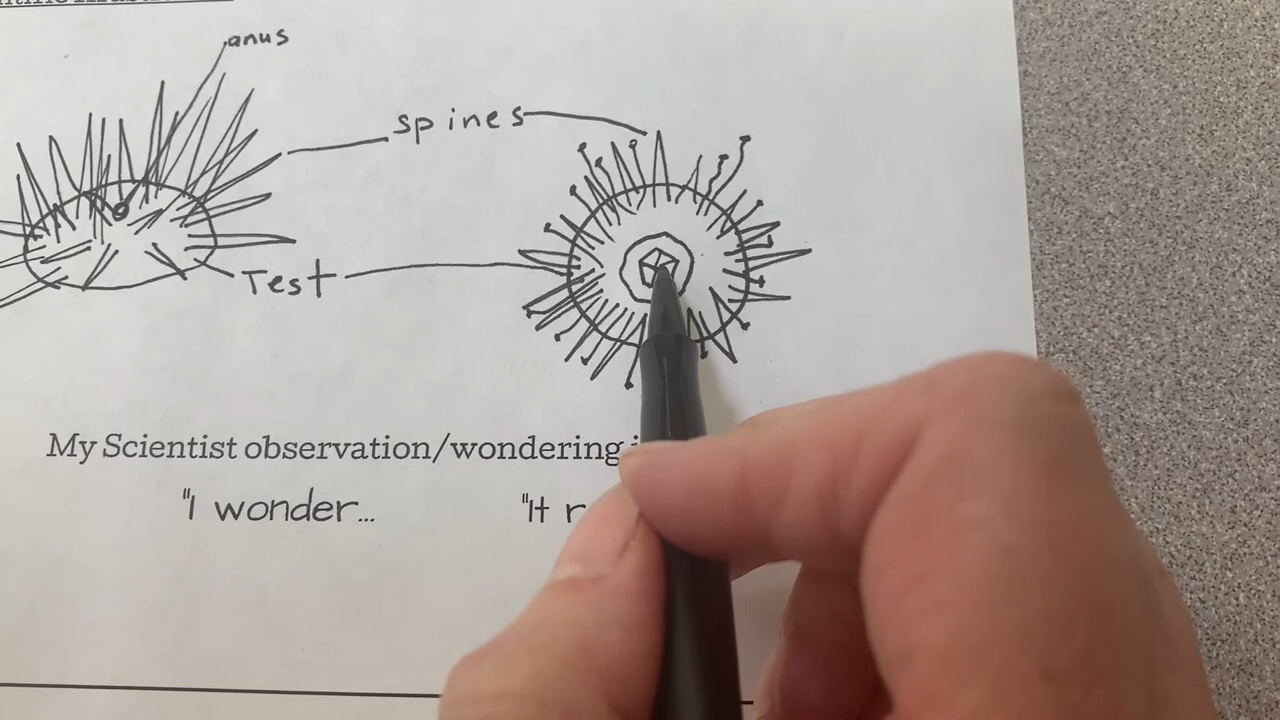 anus
spines
Test
My Scientist observation/wondering
"I wonder... "It r